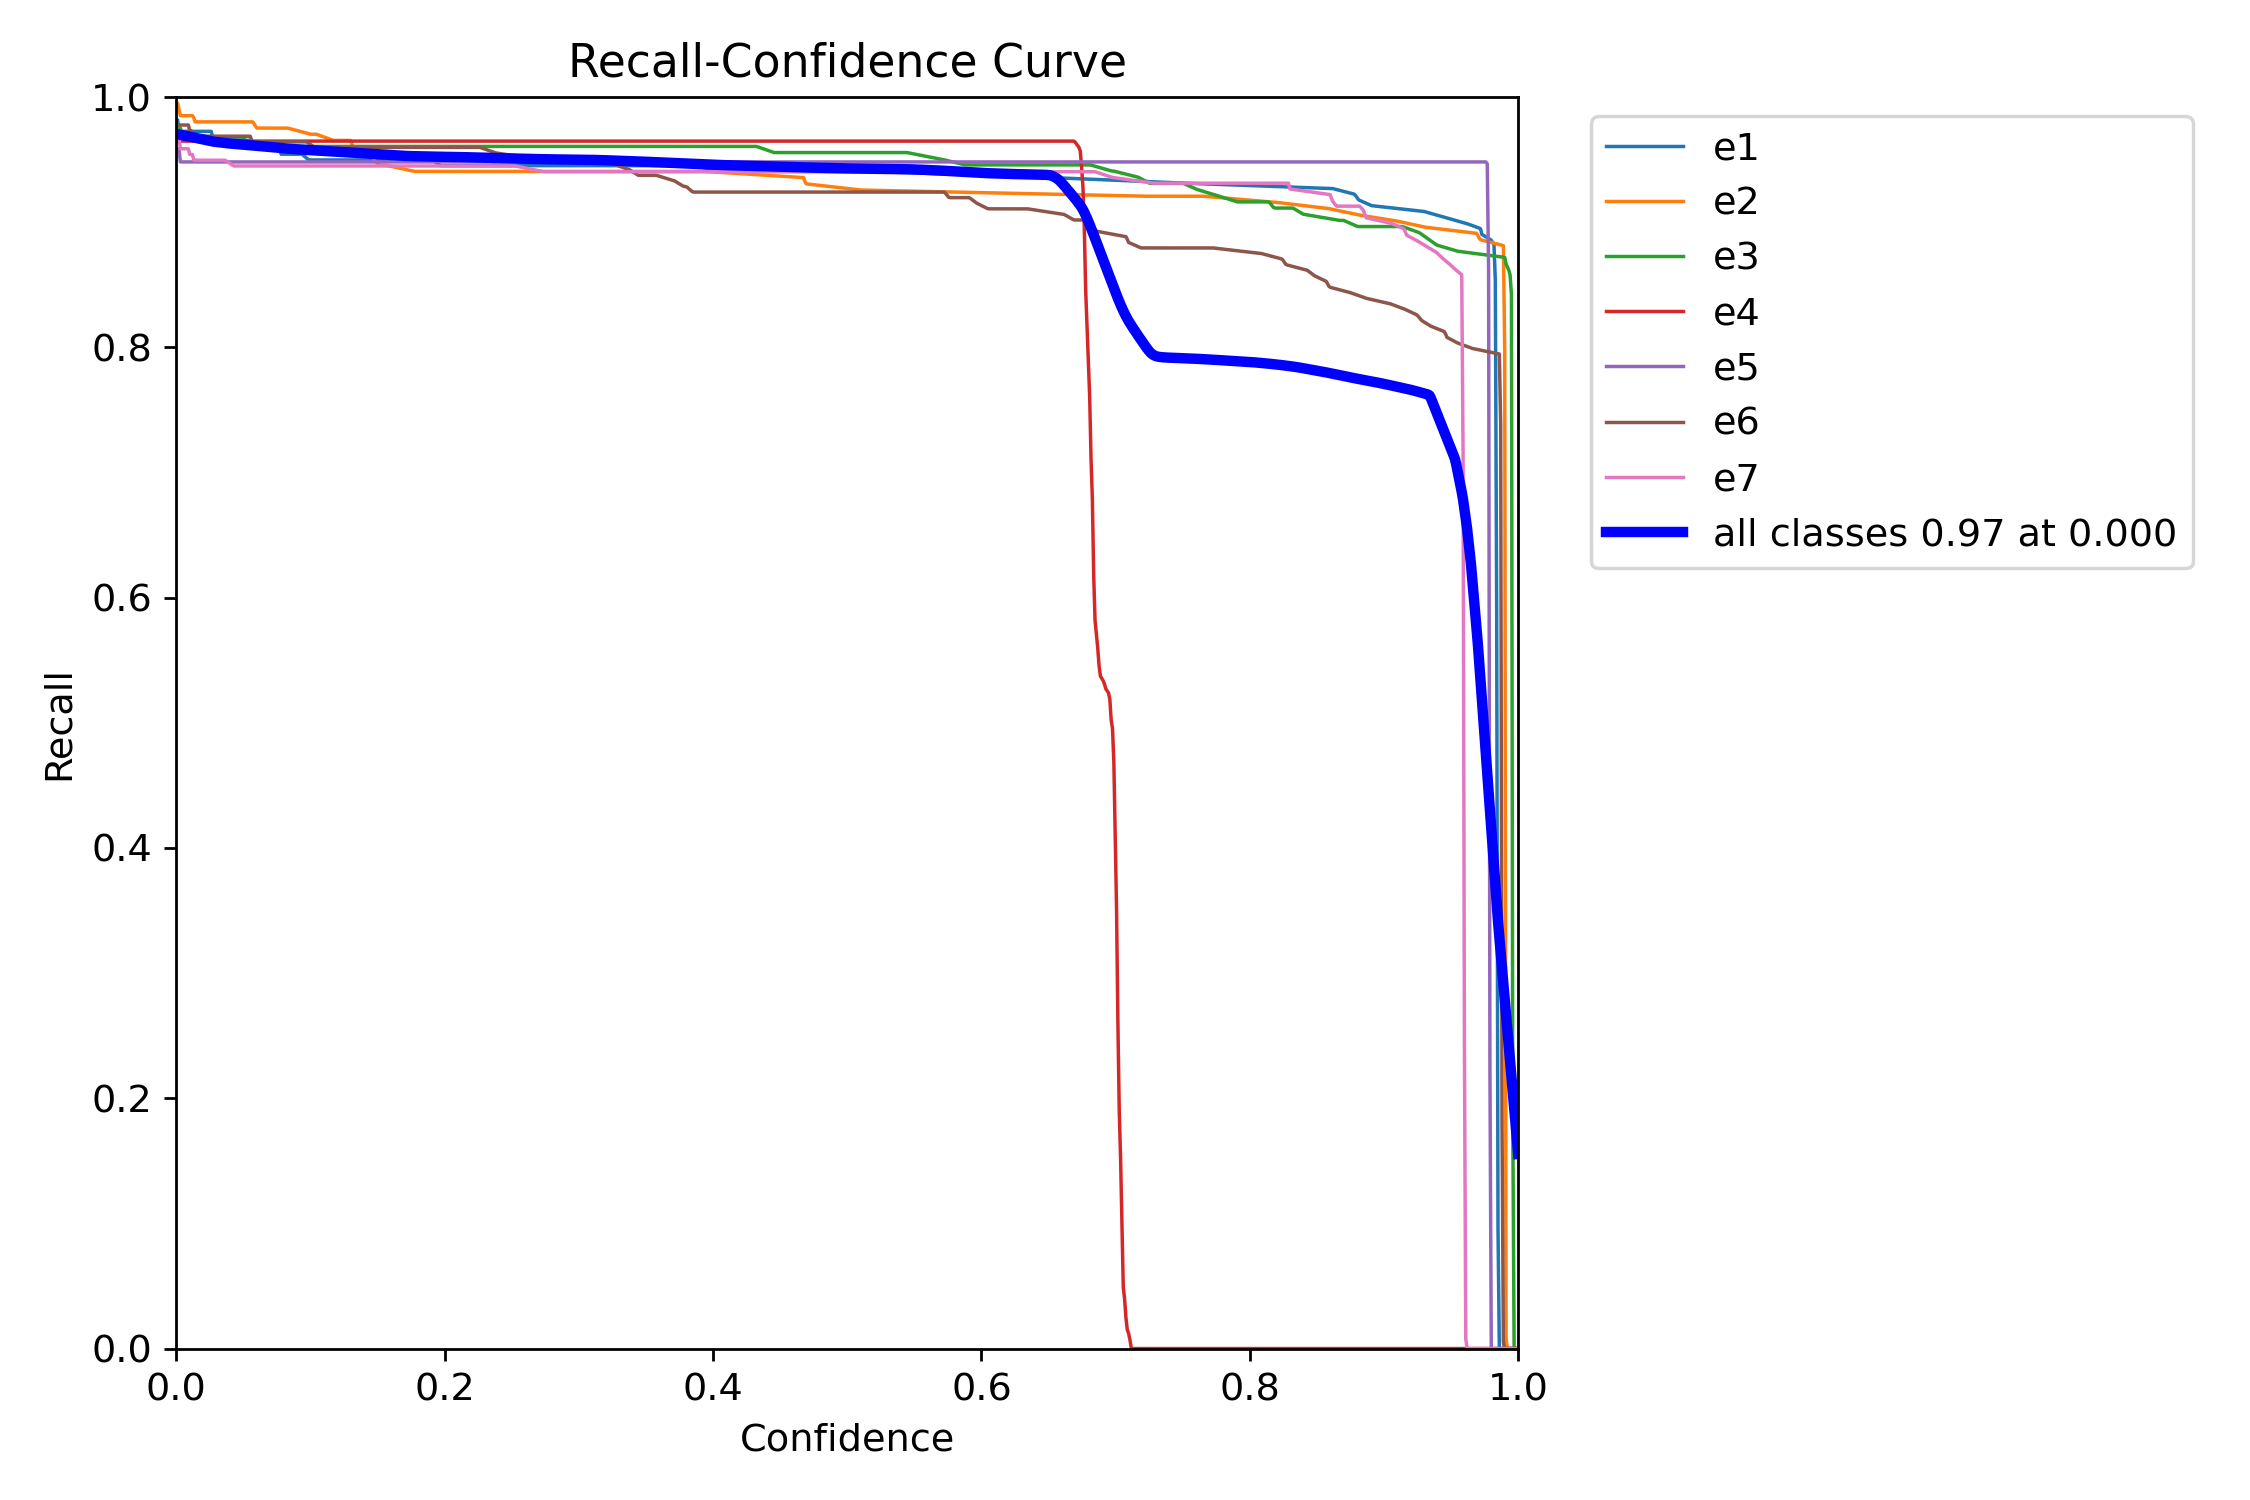 Recall-Confidence Curve
1.0
0.8
0.6
0.4
0.2
0.0
Recall
0.0 0.2 0.4 0.6 0.8 1.0
Confidence
e1
e2
e3
e4
e5
e6
e7
all classes 0.97 at 0.000